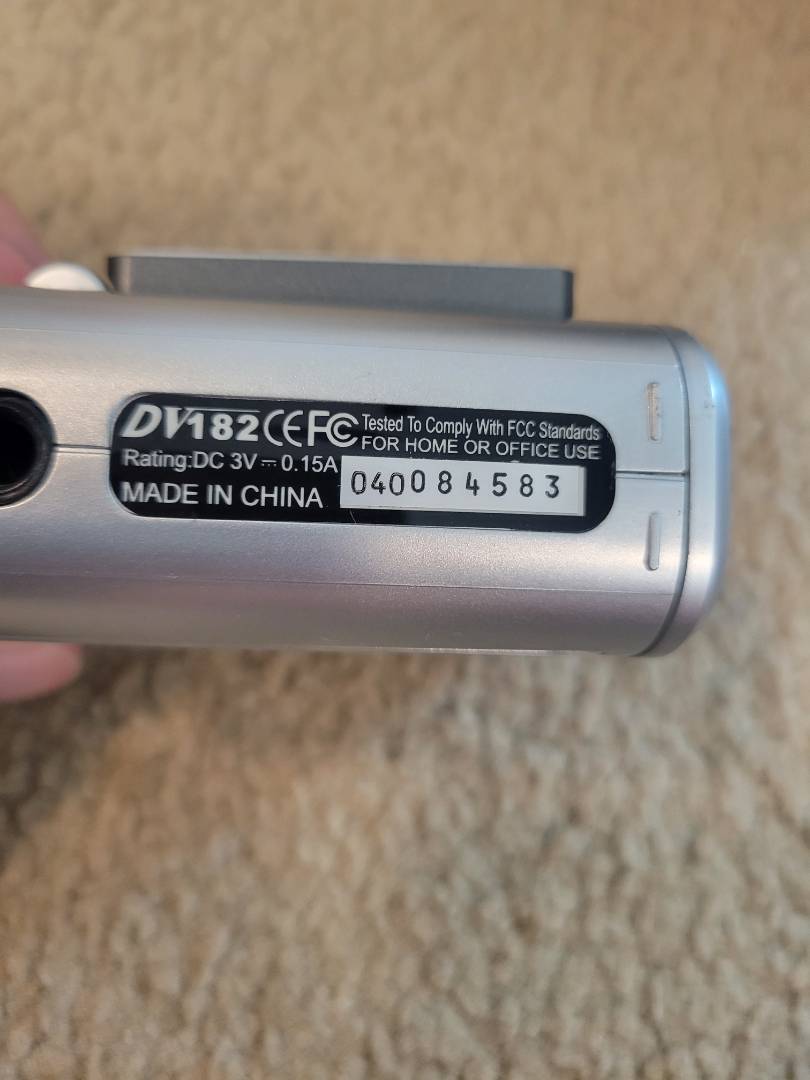 DV182 CE FC Tested To Comply With FCC Standards
FOR HOME OR OFFICE USE
Rating:DC 3V⎓0.15A
040084583
MADE IN CHINA